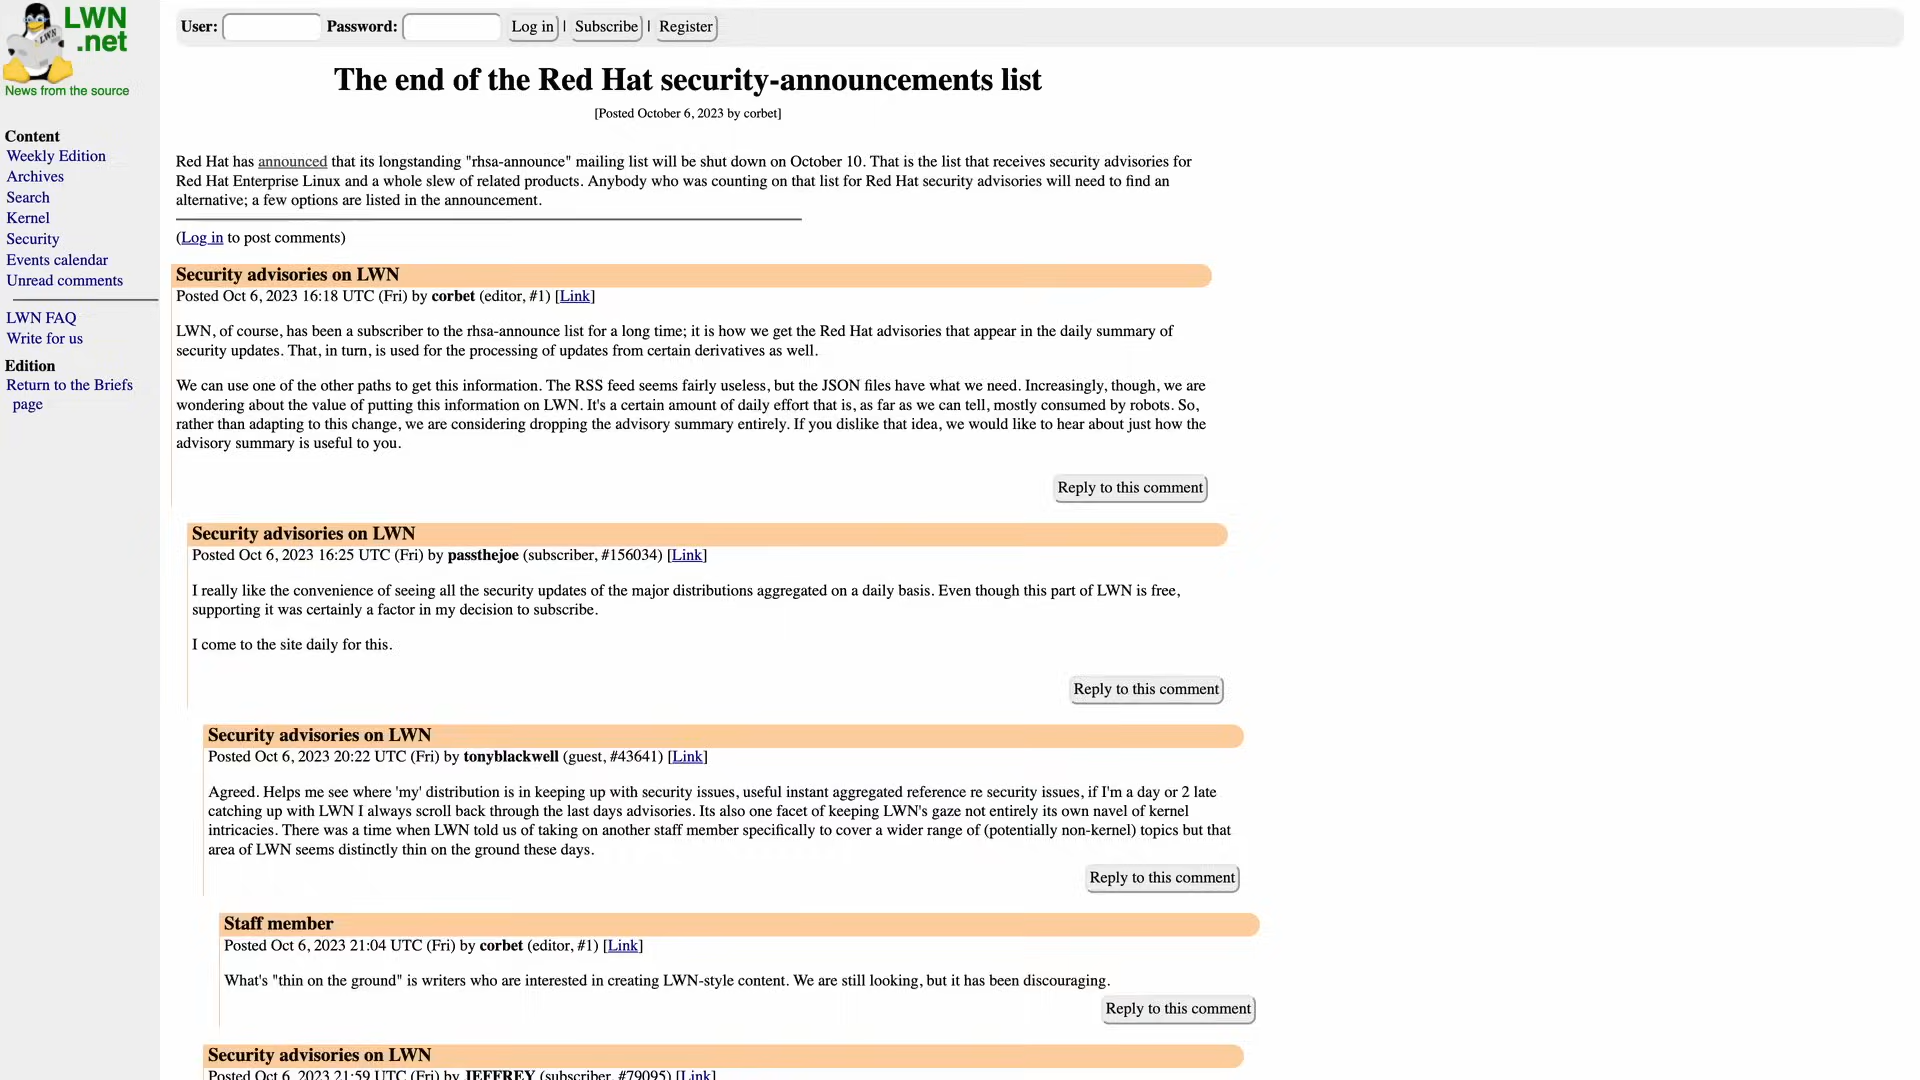 LWN
.net
News from the source
User: Password: Log in | Subscribe | Register
Content
Weekly Edition
Archives
Search
Kernel
Security
Events calendar
Unread comments
LWN FAQ
Write for us
Edition
Return to the Briefs
page
The end of the Red Hat security-announcements list
[Posted October 6, 2023 by corbet]
Red Hat has announced that its longstanding "rhsa-announce" mailing list will be shut down on October 10. That is the list that receives security advisories for
Red Hat Enterprise Linux and a whole slew of related products. Anybody who was counting on that list for Red Hat security advisories will need to find an
alternative; a few options are listed in the announcement.
(Log in to post comments)
Security advisories on LWN
Posted Oct 6, 2023 16:18 UTC (Fri) by corbet (editor, #1) [Link]
LWN, of course, has been a subscriber to the rhsa-announce list for a long time; it is how we get the Red Hat advisories that appear in the daily summary of
security updates. That, in turn, is used for the processing of updates from certain derivatives as well.
We can use one of the other paths to get this information. The RSS feed seems fairly useless, but the JSON files have what we need. Increasingly, though, we are
wondering about the value of putting this information on LWN. It's a certain amount of daily effort that is, as far as we can tell, mostly consumed by robots. So,
rather than adapting to this change, we are considering dropping the advisory summary entirely. If you dislike that idea, we would like to hear about just how the
advisory summary is useful to you.
Reply to this comment
Security advisories on LWN
Posted Oct 6, 2023 16:25 UTC (Fri) by passthejoe (subscriber, #156034) [Link]
I really like the convenience of seeing all the security updates of the major distributions aggregated on a daily basis. Even though this part of LWN is free,
supporting it was certainly a factor in my decision to subscribe.
I come to the site daily for this.
Reply to this comment
Security advisories on LWN
Posted Oct 6, 2023 20:22 UTC (Fri) by tonyblackwell (guest, #43641) [Link]
Agreed. Helps me see where 'my' distribution is in keeping up with security issues, useful instant aggregated reference re security issues, if I'm a day or 2 late
catching up with LWN I always scroll back through the last days advisories. Its also one facet of keeping LWN's gaze not entirely its own navel of kernel
intricacies. There was a time when LWN told us of taking on another staff member specifically to cover a wider range of (potentially non-kernel) topics but that
area of LWN seems distinctly thin on the ground these days.
Reply to this comment
Staff member
Posted Oct 6, 2023 21:04 UTC (Fri) by corbet (editor, #1) [Link]
What's "thin on the ground" is writers who are interested in creating LWN-style content. We are still looking, but it has been discouraging.
Reply to this comment
Security advisories on LWN
Posted Oct 6, 2023 21:59 UTC (Fri) by JEFFREY (subscriber, #79095) [Link]